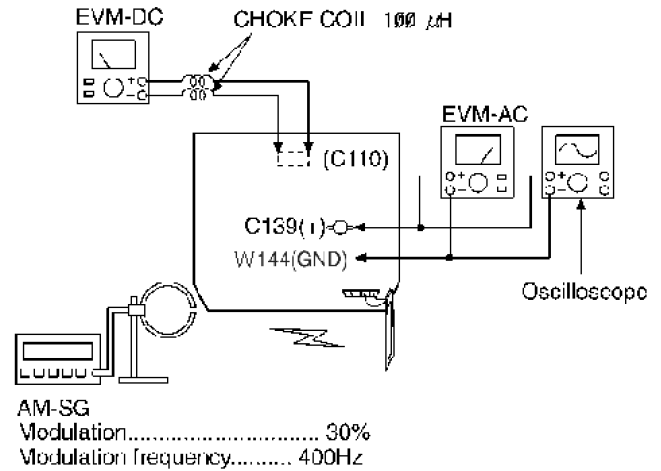 EVM-DC
CHOKE COIL 100 μH
EVM-AC
(C110)
C139(+)
W144(GND)
Oscilloscope
AM-SG
Modulation.............................. 30%
Modulation frequency.......... 400Hz